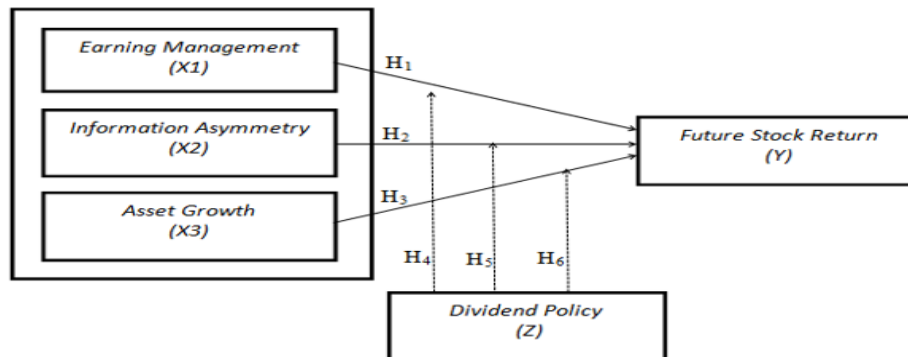 Earning Management
(X1)
H1
Information Asymmetry
(X2)
H2
Future Stock Return
(Y)
Asset Growth
(X3)
H3
H4
H5
H6
Dividend Policy
(Z)